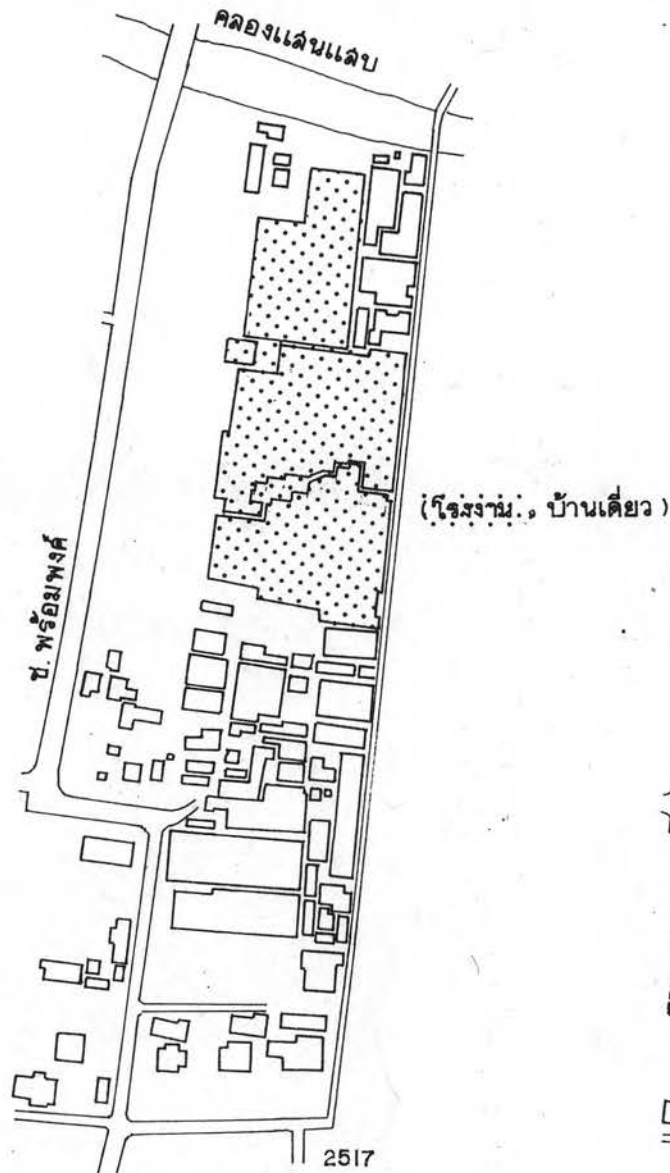 คลองแสนแสบ
(โรงงาน , บ้านเดี่ยว)
ซ. พร้อมพงศ์
2517